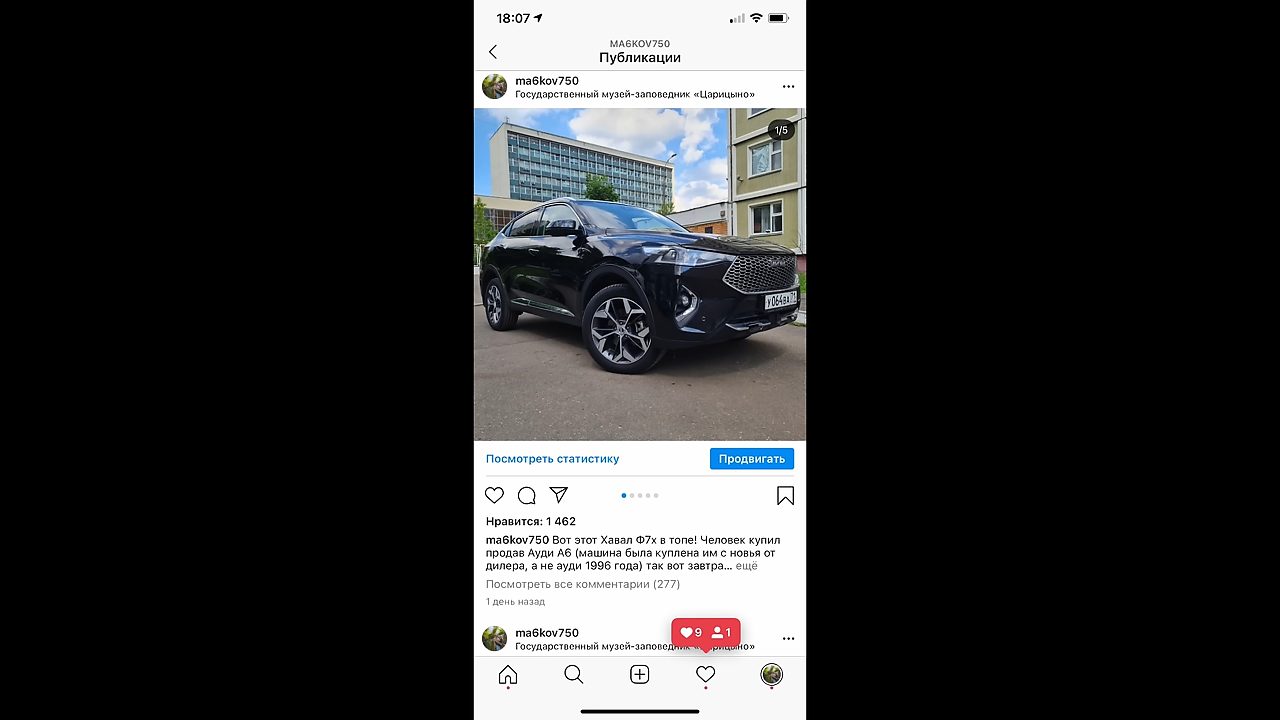 18:07
MA6KOV750
Публикации
ma6kov750
Государственный музей-заповедник «Царицыно»
1/5
У064ВА
Посмотреть статистику
Продвигать
Нравится: 1 462
ma6kov750 Вот этот Хавал Ф7х в топе! Человек купил
продав Ауди А6 (машина была куплена им с новья от
дилера, а не ауди 1996 года) так вот завтра... ещё
Посмотреть все комментарии (277)
1 день назад
ma6kov750
9 1
Государственный музей-заповедник «Царицыно»